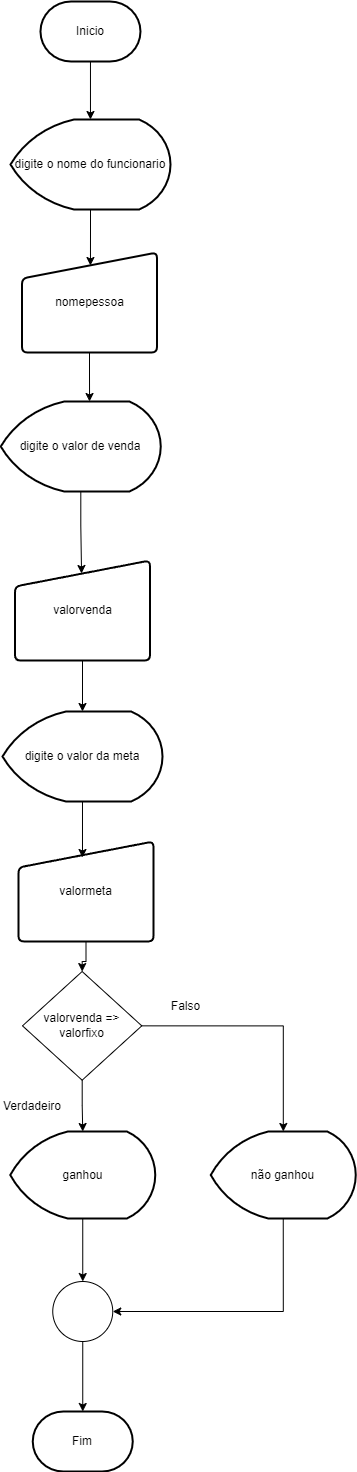 Inicio
digite o nome do funcionario
nomepessoa
digite o valor de venda
valorvenda
digite o valor da meta
valormeta
valorvenda =>
valorfixo
Falso
Verdadeiro
ganhou
não ganhou
Fim